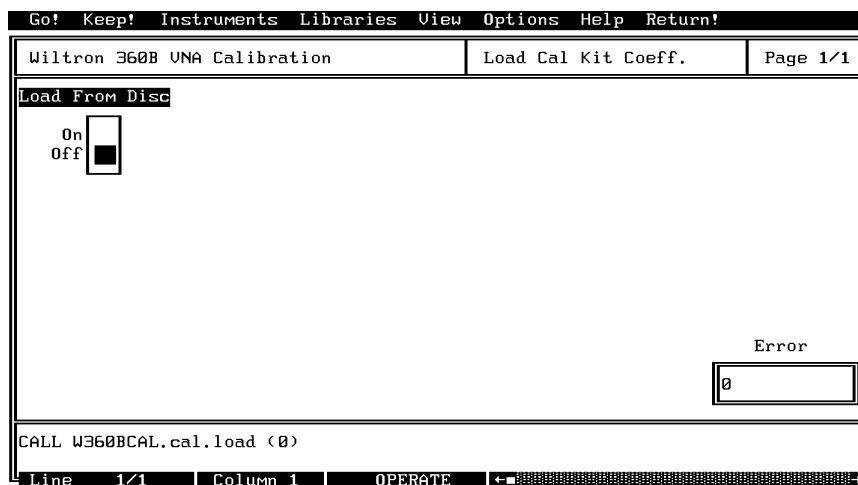 Go! Keep! Instruments Libraries View Options Help Return!
Wiltron 360B VNA Calibration Load Cal Kit Coeff. Page 1/1
Load From Disc
On
Off
Error
0
CALL W360BCAL.cal.load (0)
Line 1/1 Column 1 OPERATE